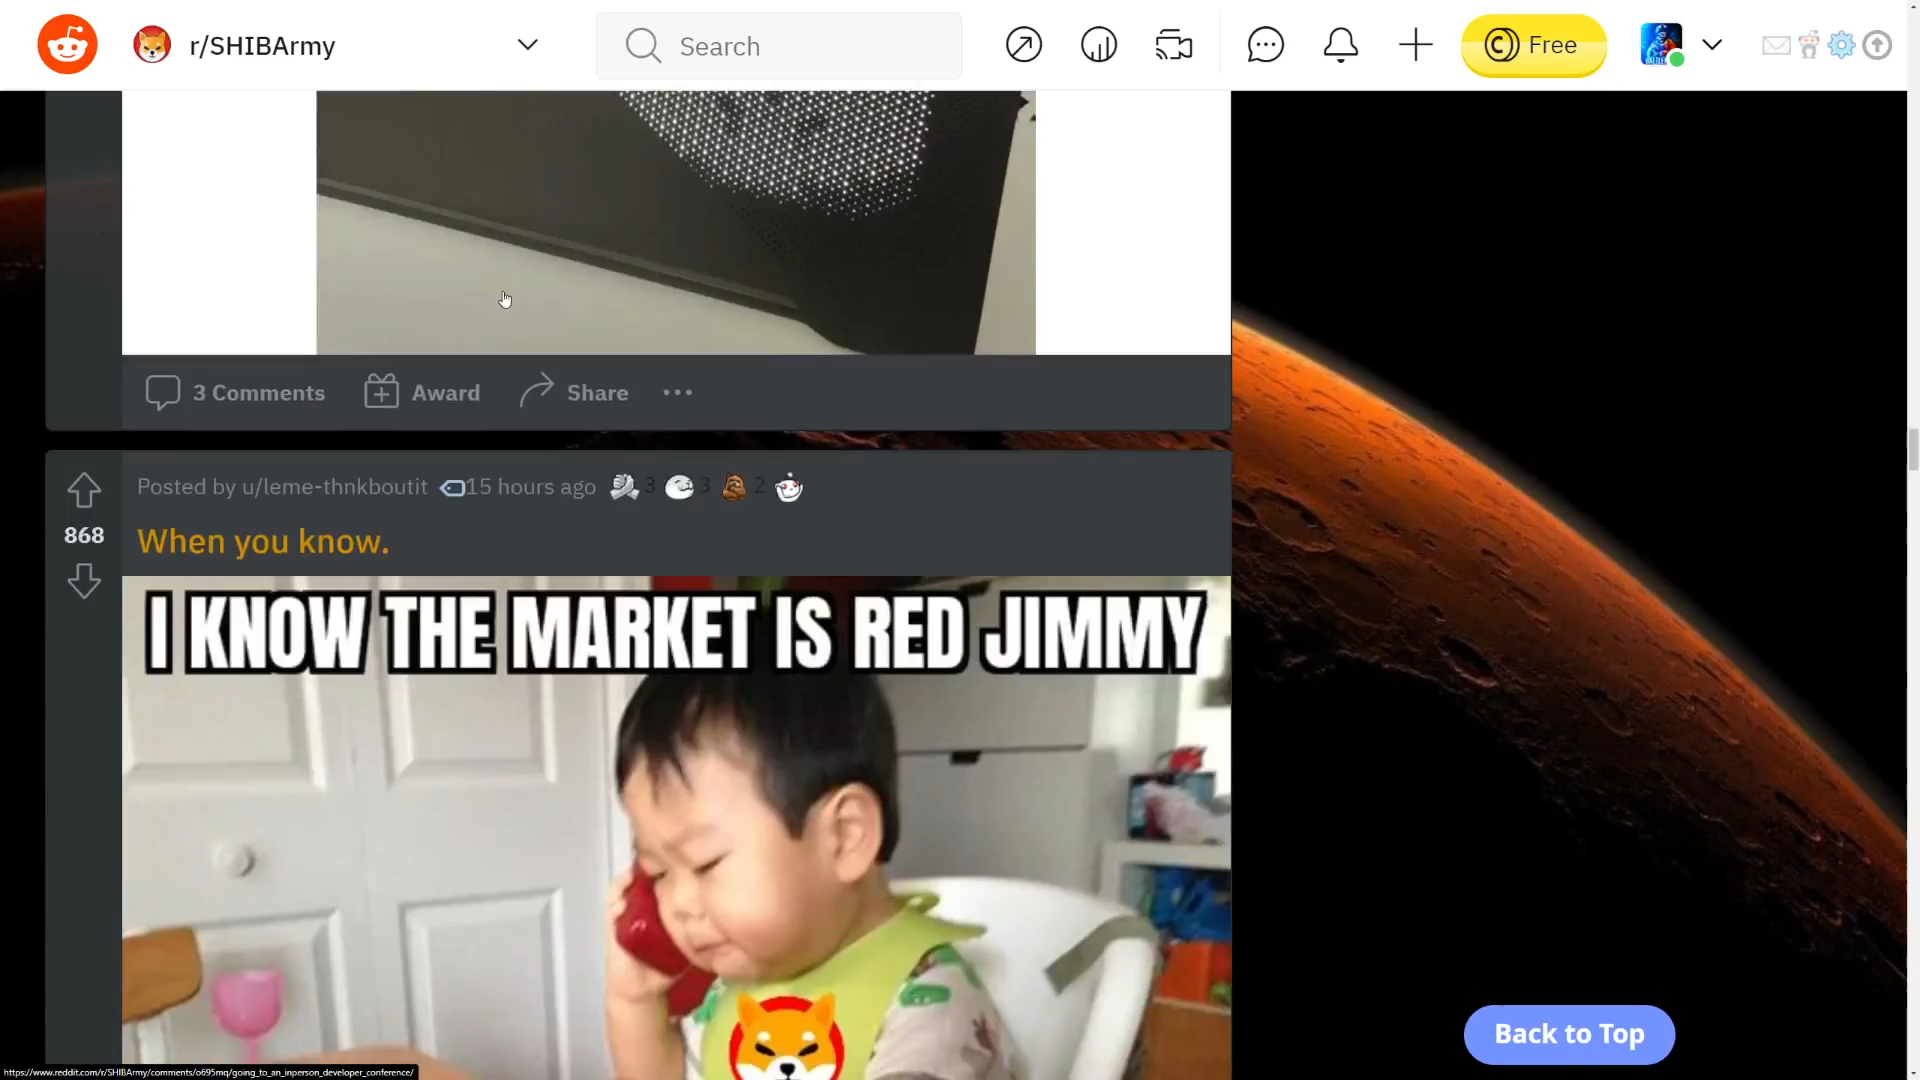 r/SHIBArmy
Search
Free
3 Comments
Award
Share
Posted by u/leme-thnkboutit
15 hours ago
3
3
2
868
When you know.
I KNOW THE MARKET IS RED JIMMY
Back to Top
https://www.reddit.com/r/SHIBArmy/comments/o695mq/going_to_an_inperson_developer_conference/